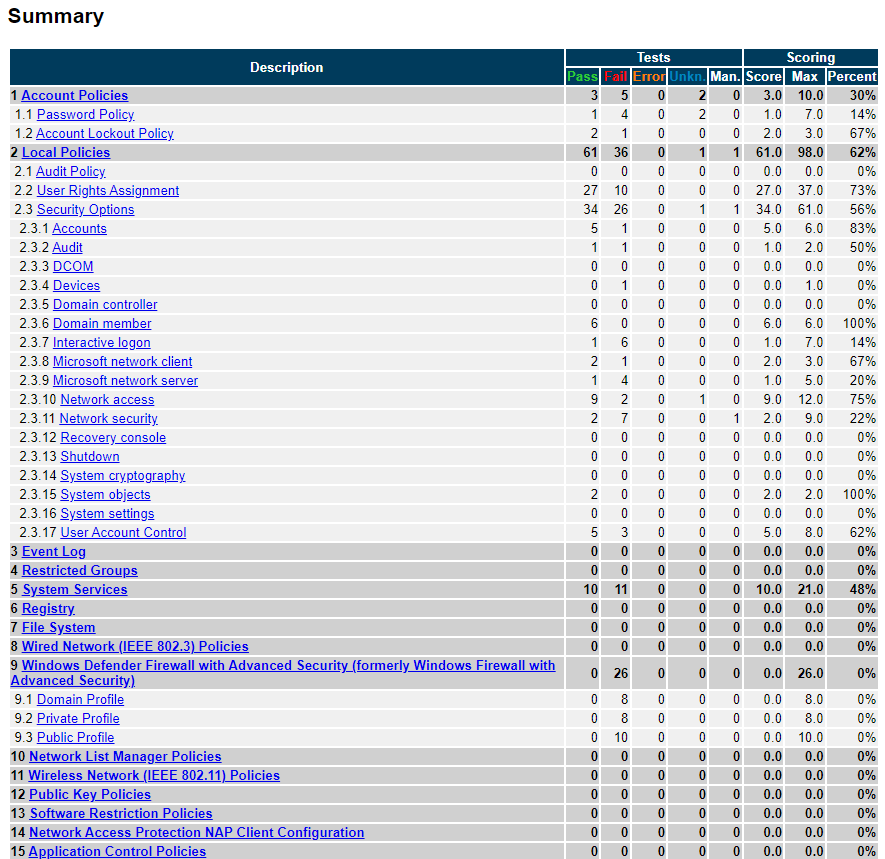 Summary
Description Tests Scoring
Pass Fail Error Unkn. Man. Score Max Percent
1 Account Policies 3 5 0 2 0 3.0 10.0 30%
1.1 Password Policy 1 4 0 2 0 1.0 7.0 14%
1.2 Account Lockout Policy 2 1 0 0 0 2.0 3.0 67%
2 Local Policies 61 36 0 1 1 61.0 98.0 62%
2.1 Audit Policy 0 0 0 0 0 0.0 0.0 0%
2.2 User Rights Assignment 27 10 0 0 0 27.0 37.0 73%
2.3 Security Options 34 26 0 1 1 34.0 61.0 56%
2.3.1 Accounts 5 1 0 0 0 5.0 6.0 83%
2.3.2 Audit 1 1 0 0 0 1.0 2.0 50%
2.3.3 DCOM 0 0 0 0 0 0.0 0.0 0%
2.3.4 Devices 0 1 0 0 0 0.0 1.0 0%
2.3.5 Domain controller 0 0 0 0 0 0.0 0.0 0%
2.3.6 Domain member 6 0 0 0 0 6.0 6.0 100%
2.3.7 Interactive logon 1 6 0 0 0 1.0 7.0 14%
2.3.8 Microsoft network client 2 1 0 0 0 2.0 3.0 67%
2.3.9 Microsoft network server 1 4 0 0 0 1.0 5.0 20%
2.3.10 Network access 9 2 0 1 0 9.0 12.0 75%
2.3.11 Network security 2 7 0 0 1 2.0 9.0 22%
2.3.12 Recovery console 0 0 0 0 0 0.0 0.0 0%
2.3.13 Shutdown 0 0 0 0 0 0.0 0.0 0%
2.3.14 System cryptography 0 0 0 0 0 0.0 0.0 0%
2.3.15 System objects 2 0 0 0 0 2.0 2.0 100%
2.3.16 System settings 0 0 0 0 0 0.0 0.0 0%
2.3.17 User Account Control 5 3 0 0 0 5.0 8.0 62%
3 Event Log 0 0 0 0 0 0.0 0.0 0%
4 Restricted Groups 0 0 0 0 0 0.0 0.0 0%
5 System Services 10 11 0 0 0 10.0 21.0 48%
6 Registry 0 0 0 0 0 0.0 0.0 0%
7 File System 0 0 0 0 0 0.0 0.0 0%
8 Wired Network (IEEE 802.3) Policies 0 0 0 0 0 0.0 0.0 0%
9 Windows Defender Firewall with Advanced Security (formerly Windows Firewall with
Advanced Security) 0 26 0 0 0 0.0 26.0 0%
9.1 Domain Profile 0 8 0 0 0 0.0 8.0 0%
9.2 Private Profile 0 8 0 0 0 0.0 8.0 0%
9.3 Public Profile 0 10 0 0 0 0.0 10.0 0%
10 Network List Manager Policies 0 0 0 0 0 0.0 0.0 0%
11 Wireless Network (IEEE 802.11) Policies 0 0 0 0 0 0.0 0.0 0%
12 Public Key Policies 0 0 0 0 0 0.0 0.0 0%
13 Software Restriction Policies 0 0 0 0 0 0.0 0.0 0%
14 Network Access Protection NAP Client Configuration 0 0 0 0 0 0.0 0.0 0%
15 Application Control Policies 0 0 0 0 0 0.0 0.0 0%